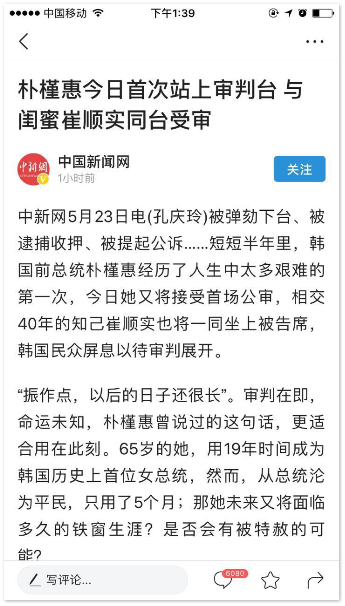 中国移动
下午1:39
朴槿惠今日首次站上审判台 与
闺蜜崔顺实同台受审
中新网
中国新闻网
1小时前
关注
中新网5月23日电(孔庆玲)被弹劾下台、被
逮捕收押、被提起公诉......短短半年里，韩
国前总统朴槿惠经历了人生中太多艰难的
第一次，今日她又将接受首场公审，相交
40年的知己崔顺实也将一同坐上被告席，
韩国民众屏息以待审判展开。
“振作点，以后的日子还很长”。审判在即，
命运未知，朴槿惠曾说过的这句话，更适
合用在此刻。65岁的她，用19年时间成为
韩国历史上首位女总统，然而，从总统沦
为平民，只用了5个月；那她未来又将面临
多久的铁窗生涯？是否会有被特赦的可
能？
写评论...
6080